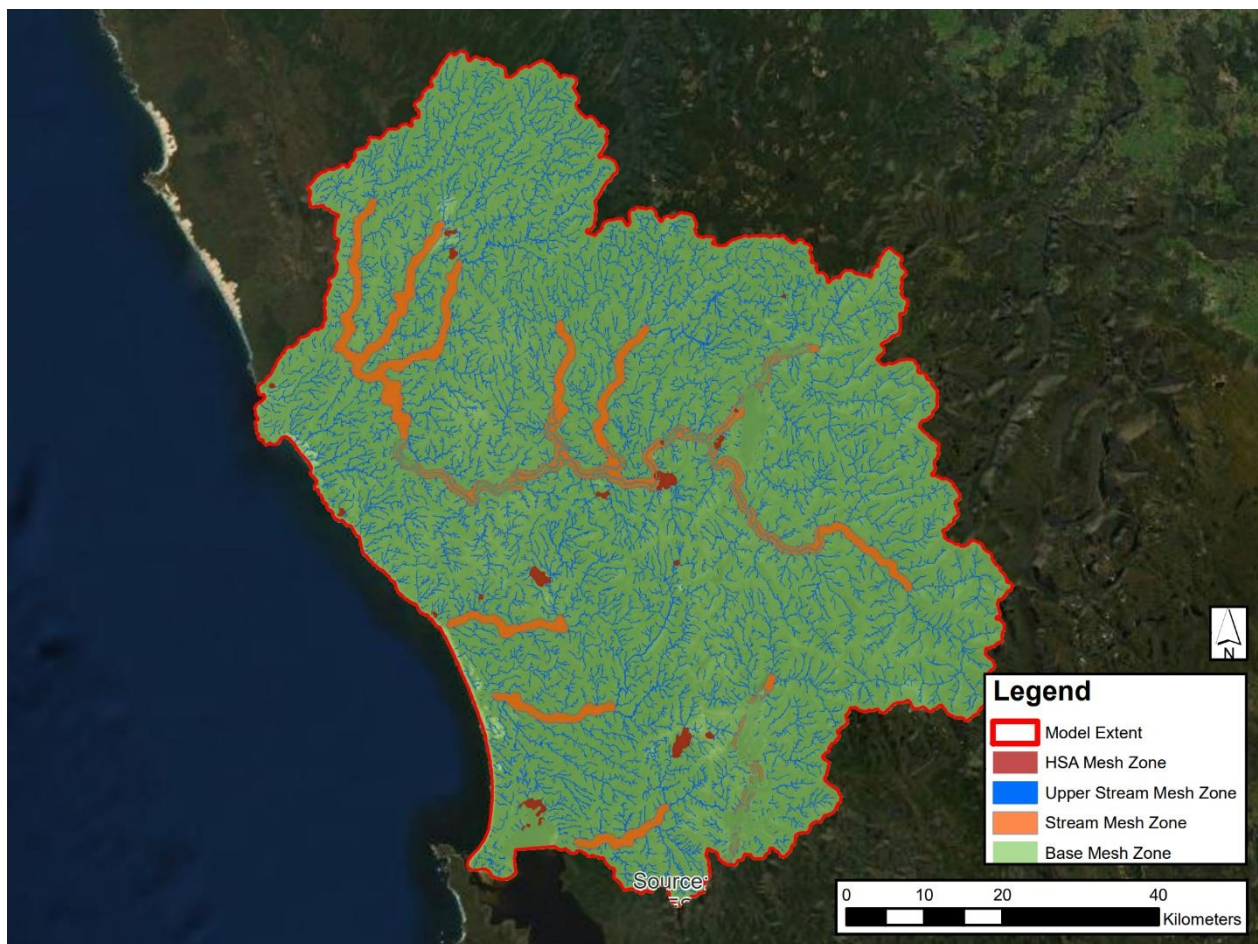 N
Legend
Model Extent
HSA Mesh Zone
Upper Stream Mesh Zone
Stream Mesh Zone
Base Mesh Zone
0 10 20 40
Kilometers
Source: